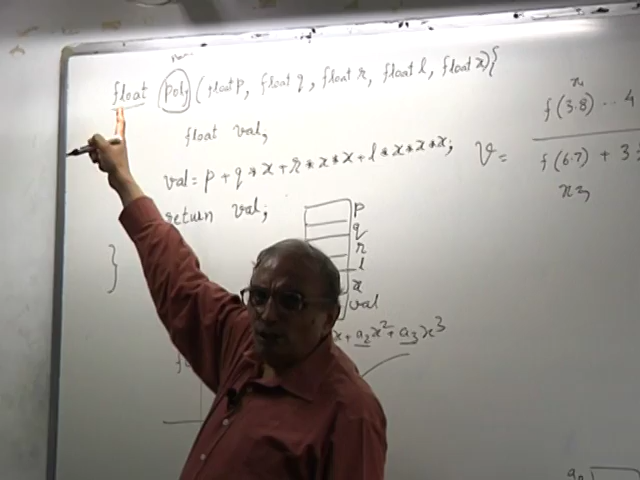 float poly (float p, float q, float r, float l, float x) {
float val,
val = p + q * x + r * x * x + l * x * x * x;
return val;
}
p
q
r
l
x
val
x + a2x² + a3x³
x1
f(3.8) .. 4
V =
f(6.7) + 3